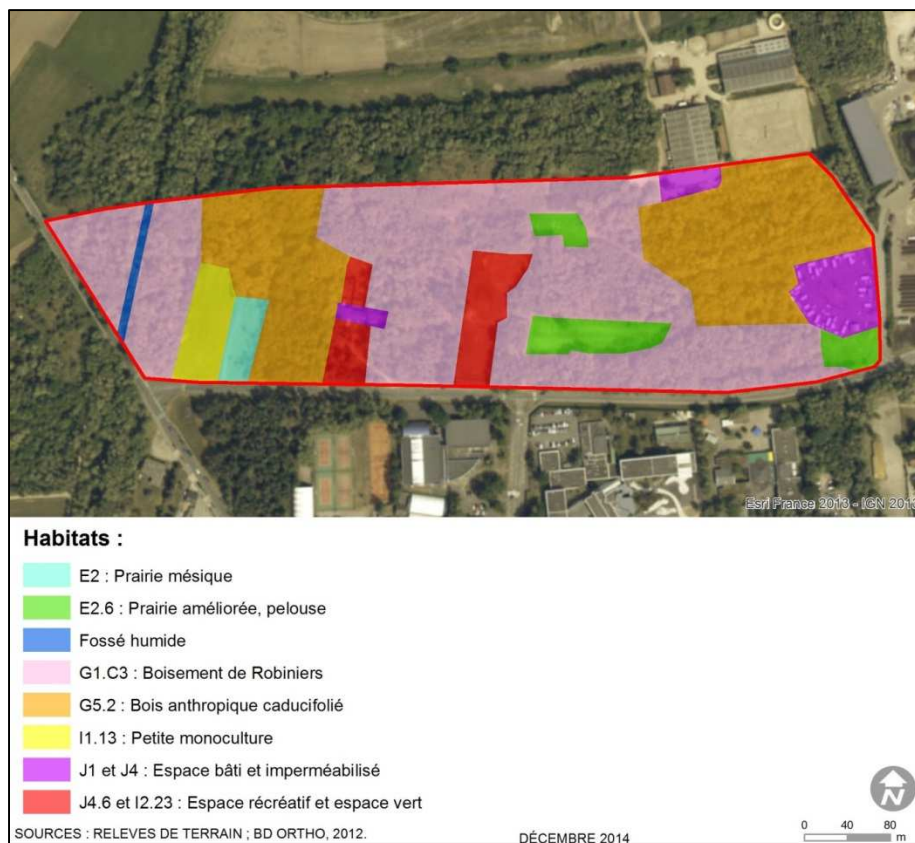 Esri France 2013 - IGN 2013
Habitats :
E2 : Prairie mésique
E2.6 : Prairie améliorée, pelouse
Fossé humide
G1.C3 : Boisement de Robiniers
G5.2 : Bois anthropique caducifolié
I1.13 : Petite monoculture
J1 et J4 : Espace bâti et imperméabilisé
J4.6 et I2.23 : Espace récréatif et espace vert
N
SOURCES : RELEVES DE TERRAIN ; BD ORTHO, 2012.
DÉCEMBRE 2014
0 40 80
m